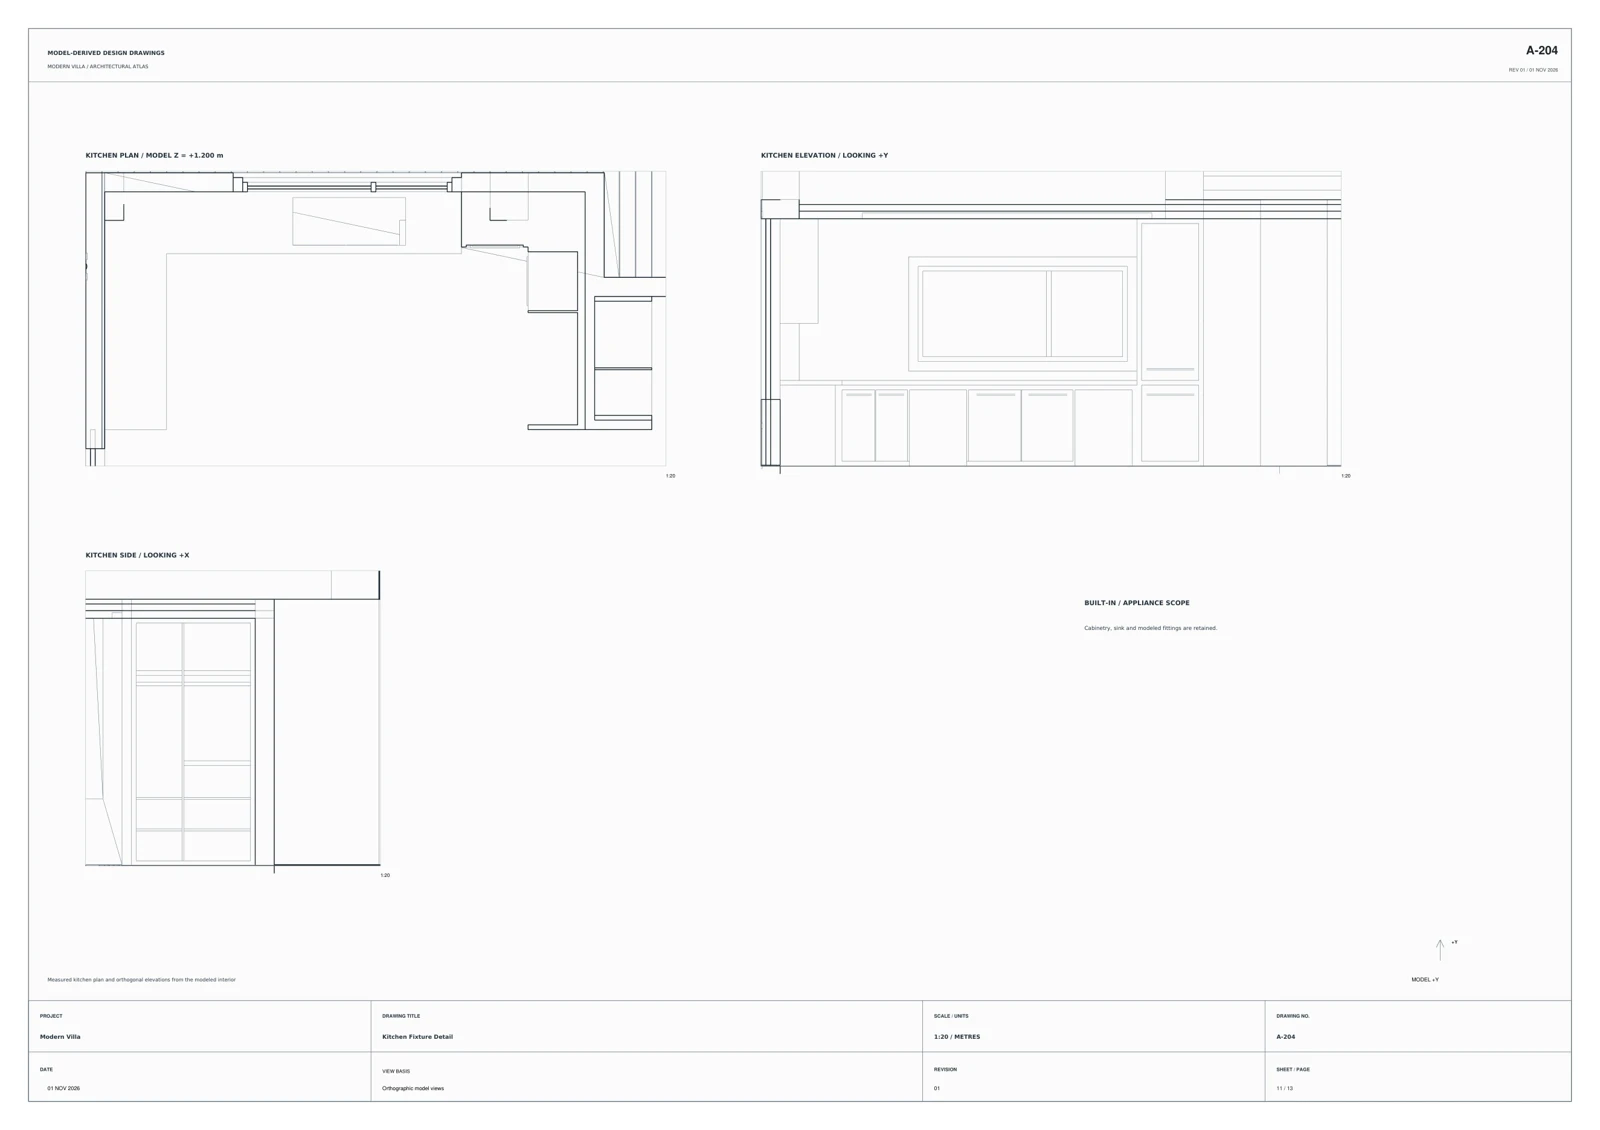 MODEL-DERIVED DESIGN DRAWINGS
MODERN VILLA / ARCHITECTURAL ATLAS
A-204
REV 01 / 01 NOV 2026
KITCHEN PLAN / MODEL Z = +1.200 m
KITCHEN ELEVATION / LOOKING +Y
1:20
1:20
KITCHEN SIDE / LOOKING +X
BUILT-IN / APPLIANCE SCOPE
Cabinetry, sink and modeled fittings are retained.
1:20
+Y
MODEL +Y
Measured kitchen plan and orthogonal elevations from the modeled interior
PROJECT
Modern Villa
DRAWING TITLE
Kitchen Fixture Detail
SCALE / UNITS
1:20 / METRES
DRAWING NO.
A-204
DATE
01 NOV 2026
VIEW BASIS
Orthographic model views
REVISION
01
SHEET / PAGE
11 / 13